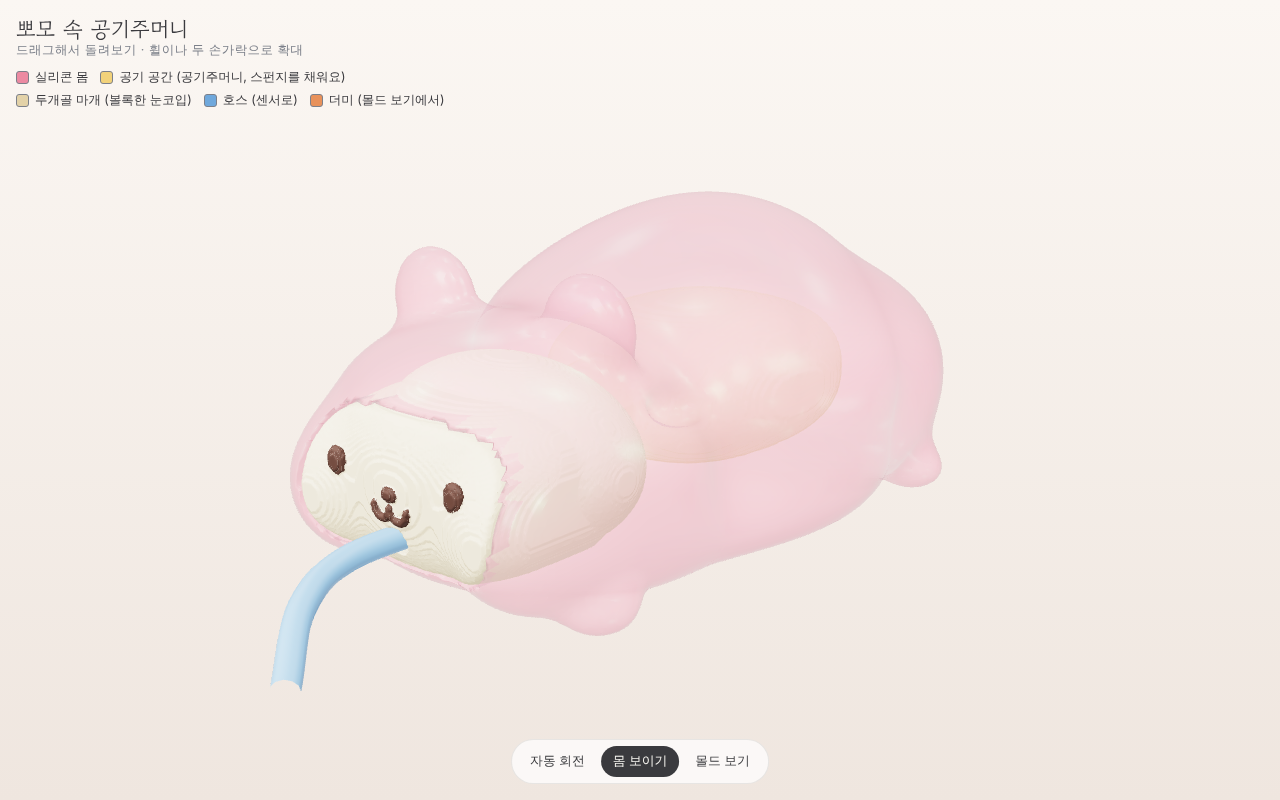 뽀모 속 공기주머니
드래그해서 돌려보기 · 휠이나 두 손가락으로 확대
실리콘 몸 공기 공간 (공기주머니, 스펀지를 채워요)
두개골 마개 (볼록한 눈코입) 호스 (센서로) 더미 (몰드 보기에서)
자동 회전 몸 보이기 몰드 보기